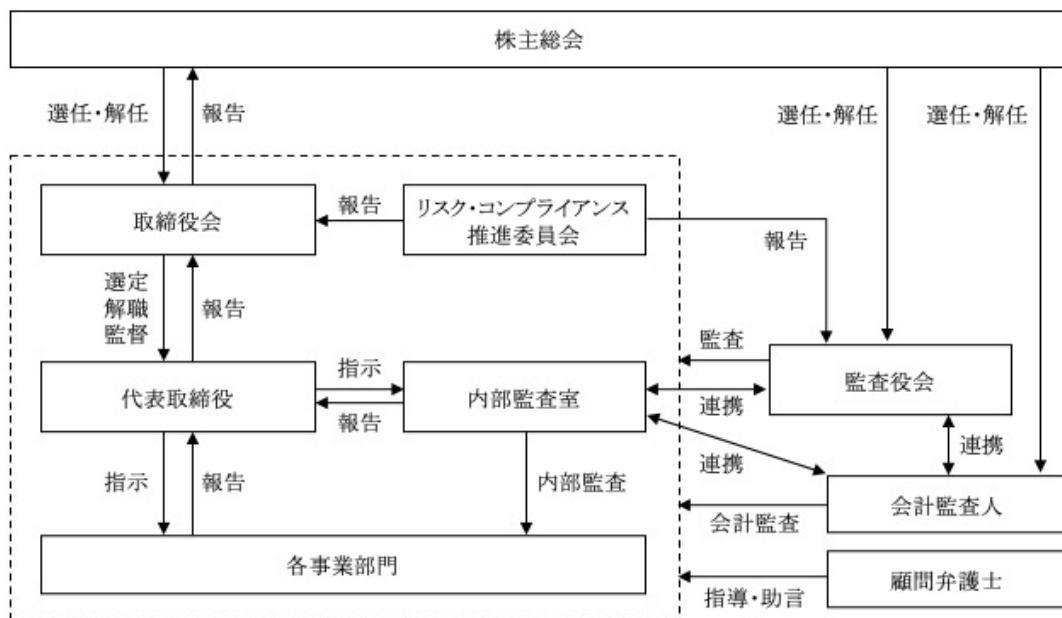 株主総会
選任・解任
報告
選任・解任
選任・解任
取締役会
報告
リスク・コンプライアンス
推進委員会
報告
選定
解職
監督
報告
監査
監査役会
代表取締役
指示
報告
内部監査室
連携
連携
連携
指示
報告
内部監査
会計監査
会計監査人
各事業部門
指導・助言
顧問弁護士